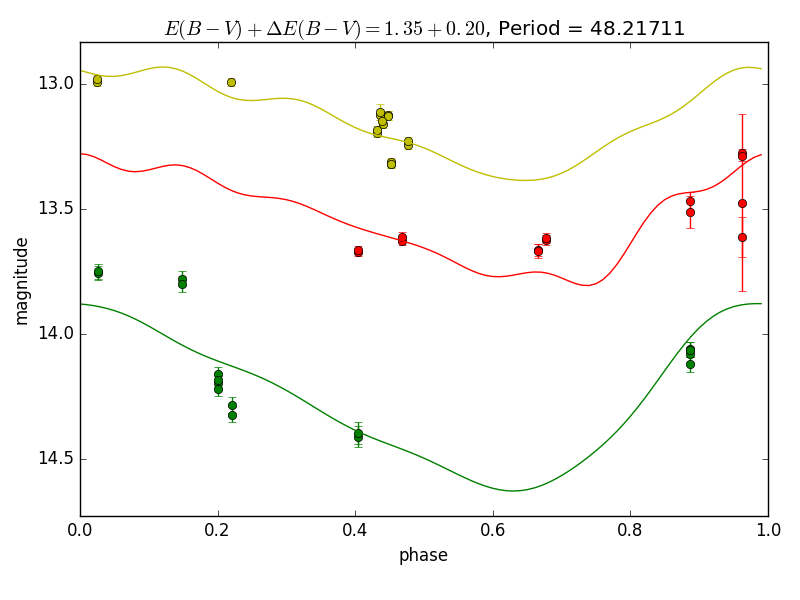 E(B − V) + ΔE(B − V) = 1.35 + 0.20, Period = 48.21711
13.0
13.5
14.0
14.5
magnitude
0.0 0.2 0.4 0.6 0.8 1.0
phase